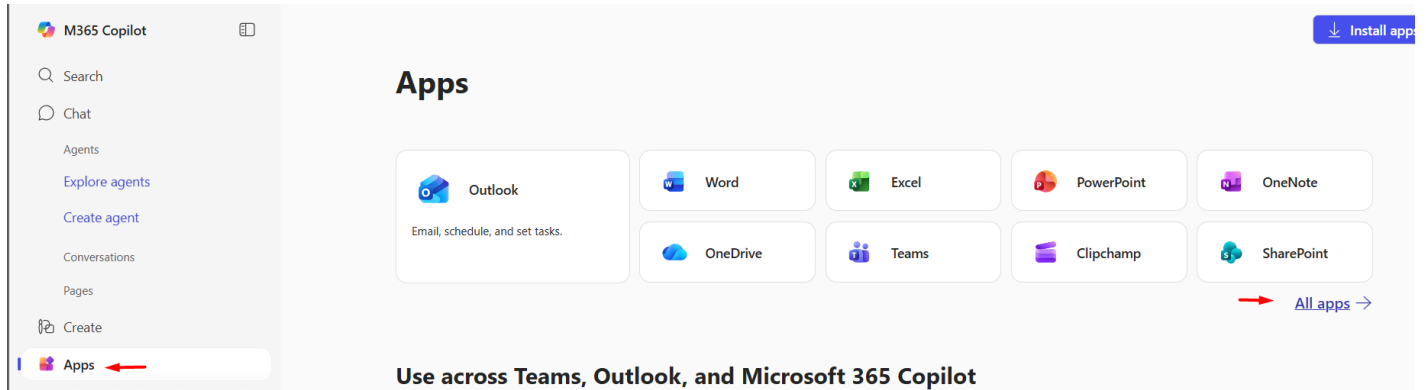 M365 Copilot
Install apps
Search
Apps
Chat
Agents
Explore agents
Create agent
Conversations
Pages
Create
Apps
Outlook
Email, schedule, and set tasks.
Word
Excel
PowerPoint
OneNote
OneDrive
Teams
Clipchamp
SharePoint
All apps
Use across Teams, Outlook, and Microsoft 365 Copilot